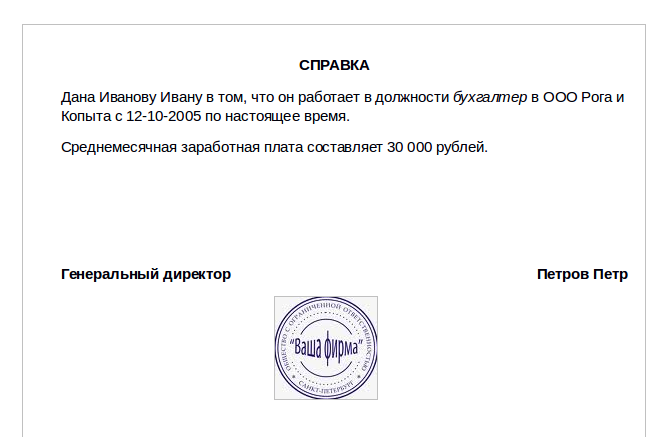 СПРАВКА
Дана Иванову Ивану в том, что он работает в должности бухгалтер в ООО Рога и
Копыта с 12-10-2005 по настоящее время.
Среднемесячная заработная плата составляет 30 000 рублей.
Генеральный директор Петров Петр
ОБЩЕСТВО С ОГРАНИЧЕННОЙ ОТВЕТСТВЕННОСТЬЮ
"Ваша фирма"
* САНКТ-ПЕТЕРБУРГ *